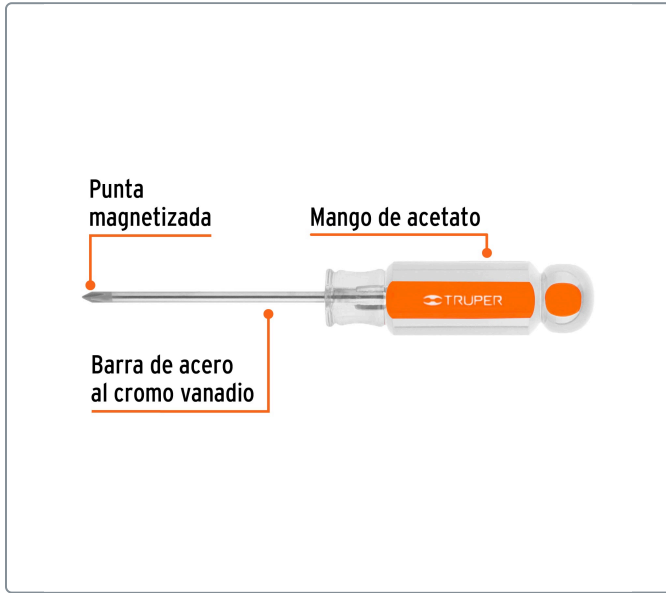 Punta
magnetizada
Mango de acetato
TRUPER
Barra de acero
al cromo vanadio